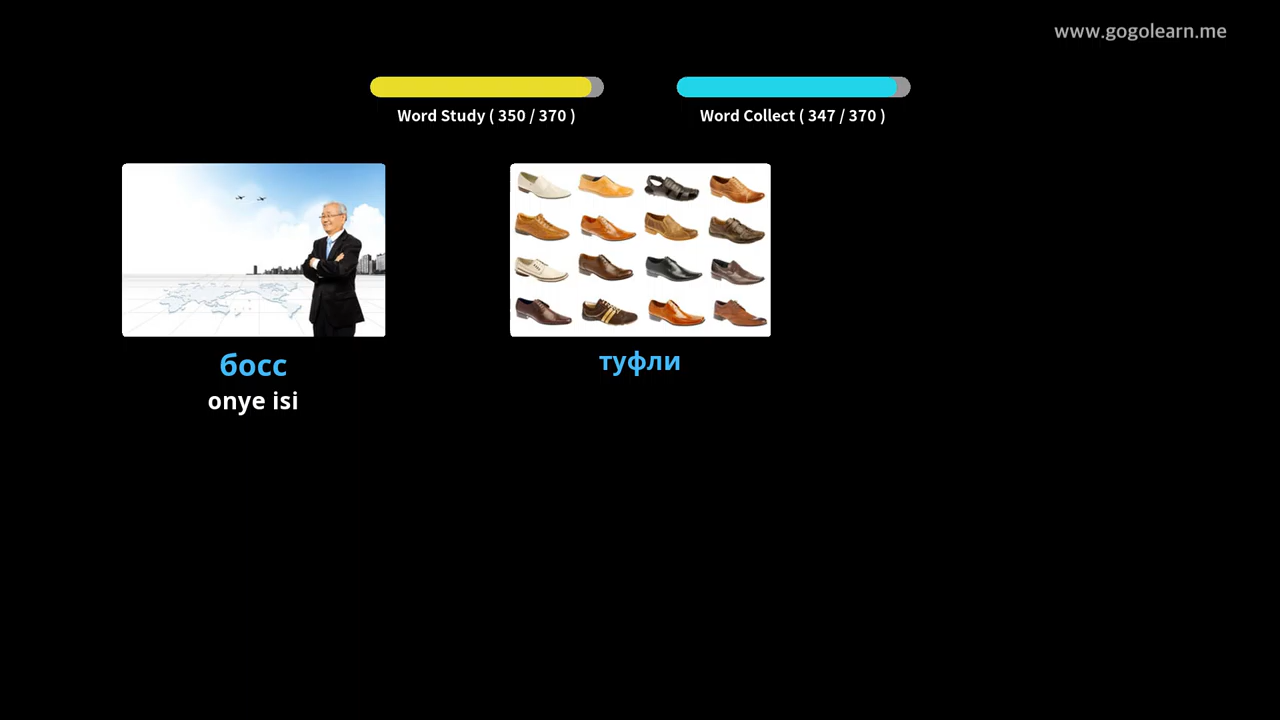 www.gogolearn.me
Word Study ( 350 / 370 )
Word Collect ( 347 / 370 )
босс
onye isi
туфли